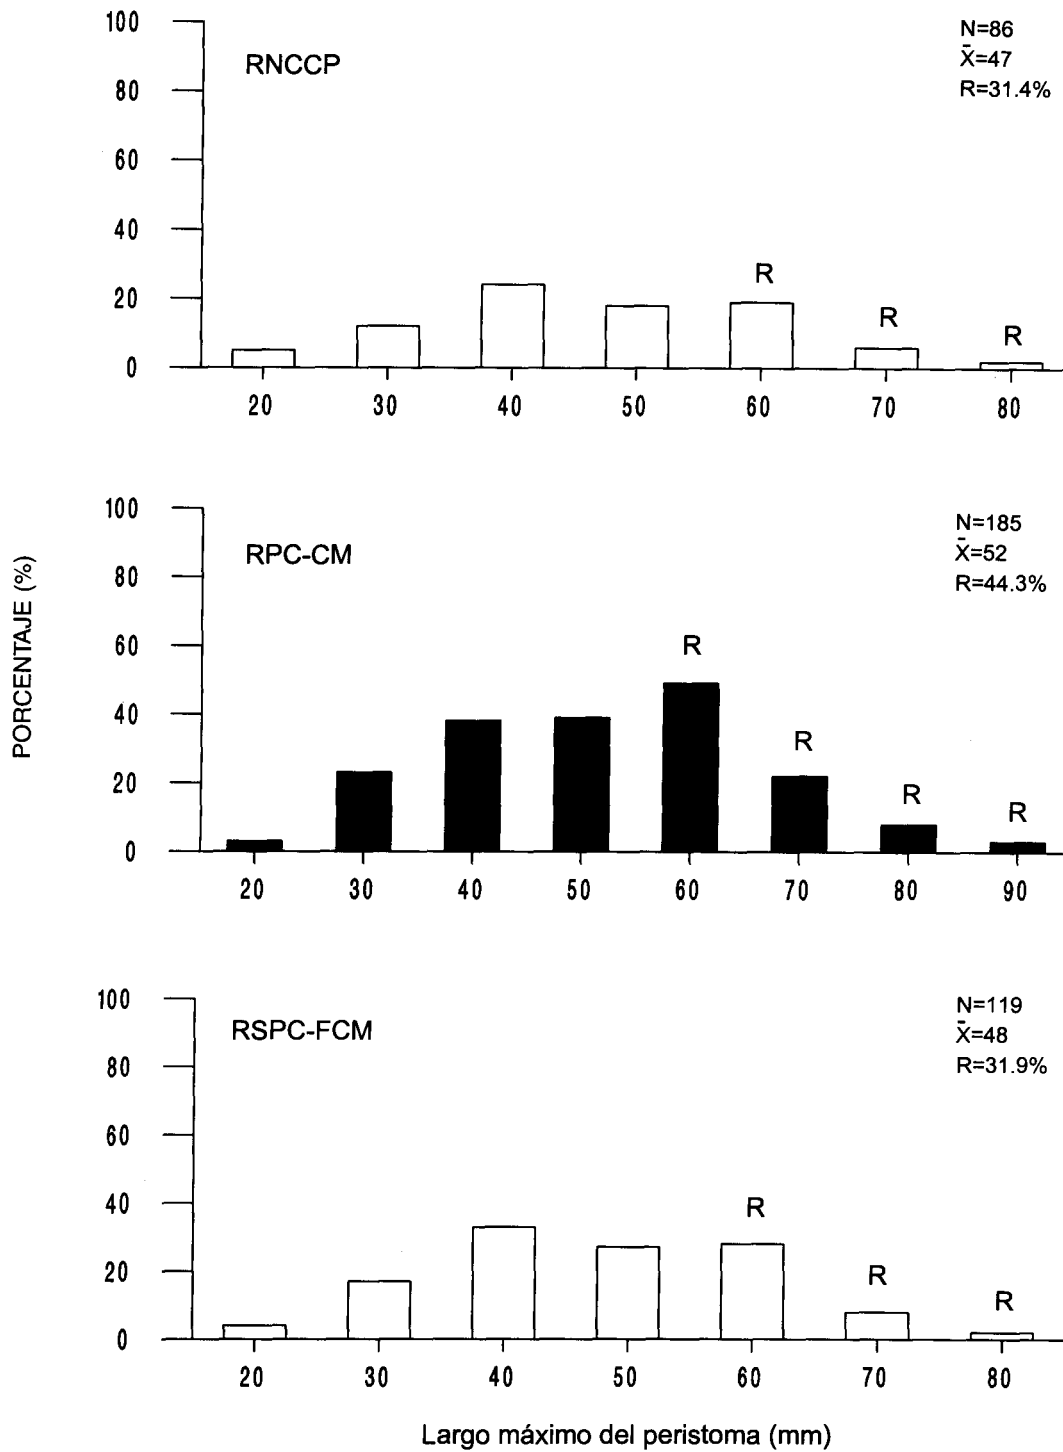 100
80
60
40
20
0
RNCCP
N=86
X̄=47
R=31.4%
R
R
R
20 30 40 50 60 70 80
PORCENTAJE (%)
100
80
60
40
20
0
RPC-CM
N=185
X̄=52
R=44.3%
R
R
R
R
20 30 40 50 60 70 80 90
100
80
60
40
20
0
RSPC-FCM
N=119
X̄=48
R=31.9%
R
R
R
20 30 40 50 60 70 80
Largo máximo del peristoma (mm)